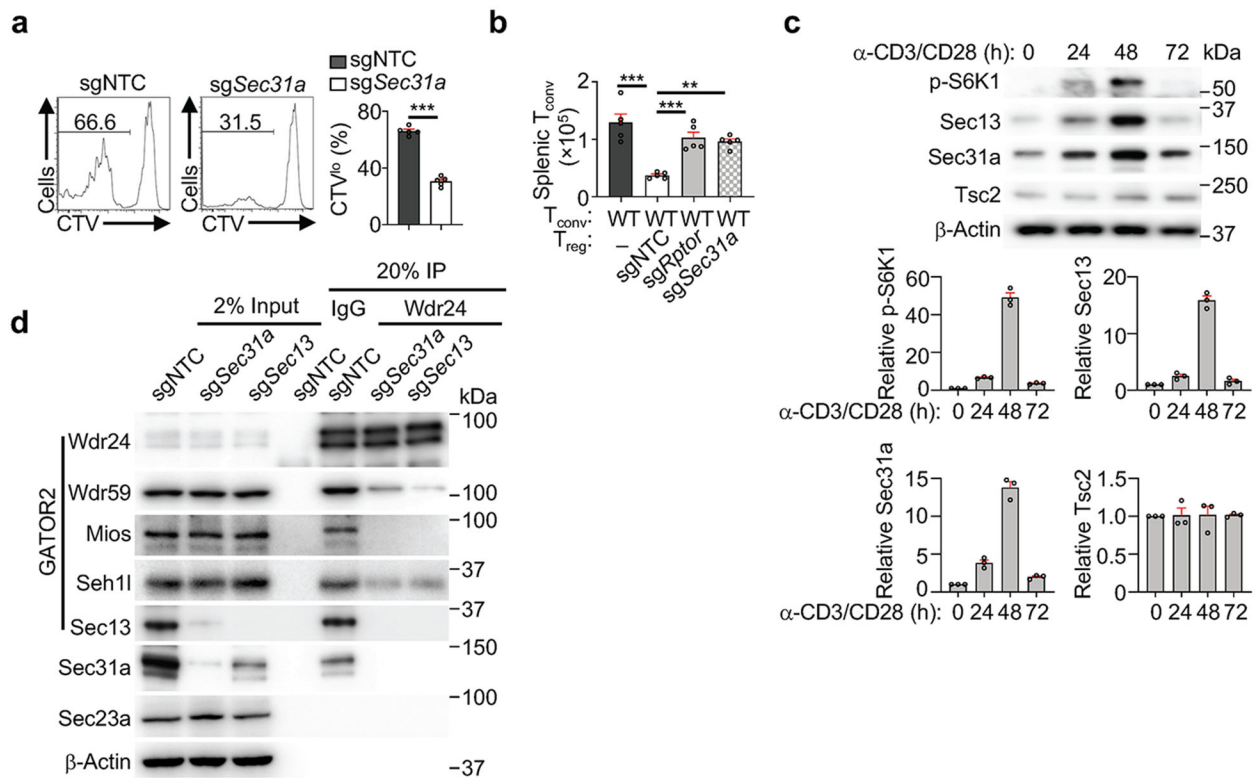 a
sgNTC
sgSec31a
66.6
31.5
Cells
Cells
CTV
CTV
sgNTC
sgSec31a
CTVlo (%)
80
40
0
***
b
Splenic Tconv
(×10⁵)
2
1
0
***
**
***
Tconv: WT WT WT WT
Treg: – sgNTC sgRptor sgSec31a
c
α-CD3/CD28 (h): 0 24 48 72 kDa
p-S6K1
50
37
Sec13
Sec31a
150
250
Tsc2
β-Actin
37
Relative p-S6K1
60
40
20
0
α-CD3/CD28 (h): 0 24 48 72
Relative Sec13
20
10
0
0 24 48 72
Relative Sec31a
15
10
5
0
α-CD3/CD28 (h): 0 24 48 72
Relative Tsc2
1.5
1.0
0.5
0
0 24 48 72
d
20% IP
2% Input
IgG
Wdr24
sgNTC sgSec31a sgSec13 sgNTC sgNTC sgSec31a sgSec13
kDa
GATOR2
Wdr24
100
Wdr59
100
Mios
100
Seh1l
37
Sec13
37
Sec31a
150
Sec23a
100
β-Actin
37